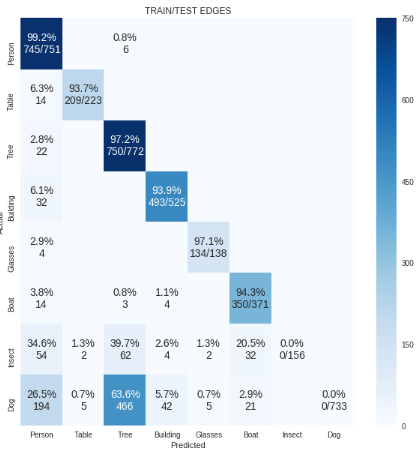 TRAIN/TEST EDGES
Person 99.2% 0.8%
745/751 6
Table 6.3% 93.7%
14 209/223
Tree 2.8% 97.2%
22 750/772
Building 6.1% 93.9%
32 493/525
Glasses 2.9% 97.1%
4 134/138
Boat 3.8% 0.8% 1.1% 94.3%
14 3 4 350/371
Insect 34.6% 1.3% 39.7% 2.6% 1.3% 20.5% 0.0%
54 2 62 4 2 32 0/156
Dog 26.5% 0.7% 63.6% 5.7% 0.7% 2.9% 0.0%
194 5 466 42 5 21 0/733
Person Table Tree Building Glasses Boat Insect Dog
Predicted
750
600
450
300
150
0